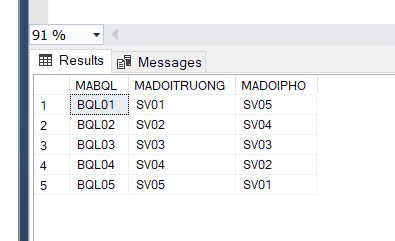 91 %
Results Messages
MABQL MADOITRUONG MADOIPHO
1 BQL01 SV01 SV05
2 BQL02 SV02 SV04
3 BQL03 SV03 SV03
4 BQL04 SV04 SV02
5 BQL05 SV05 SV01